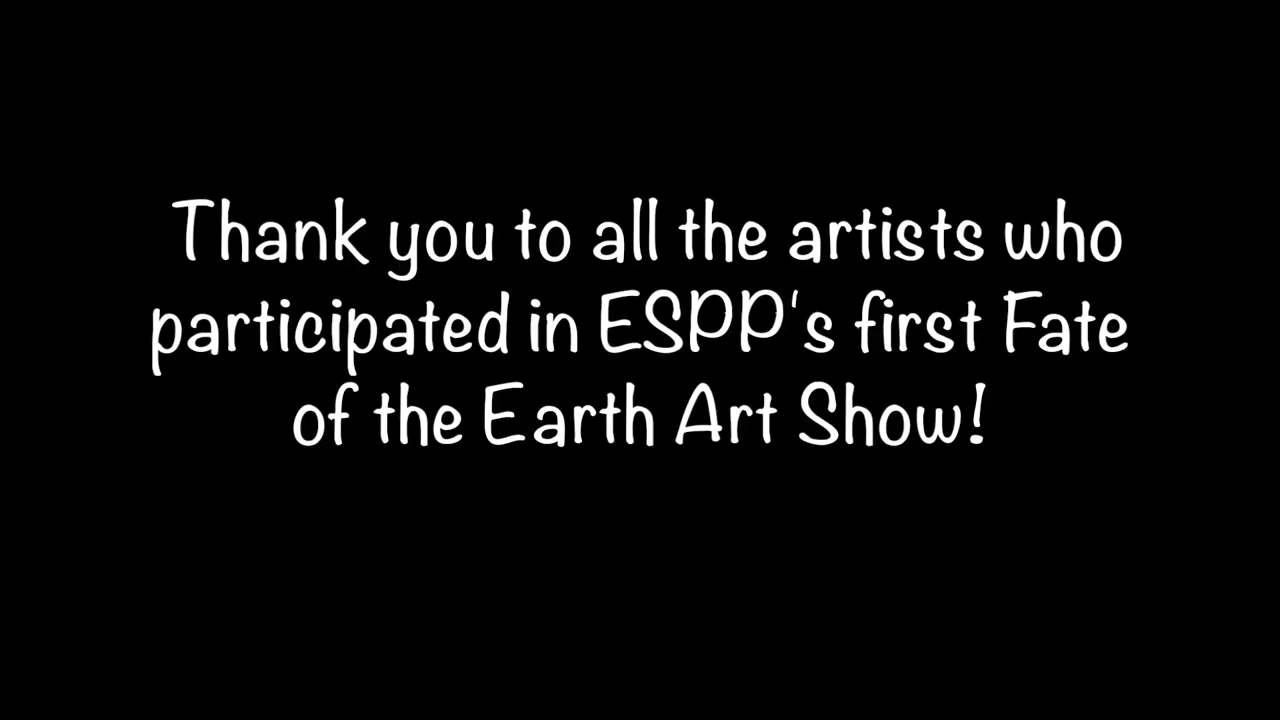 Thank you to all the artists who
participated in ESPP's first Fate
of the Earth Art Show!